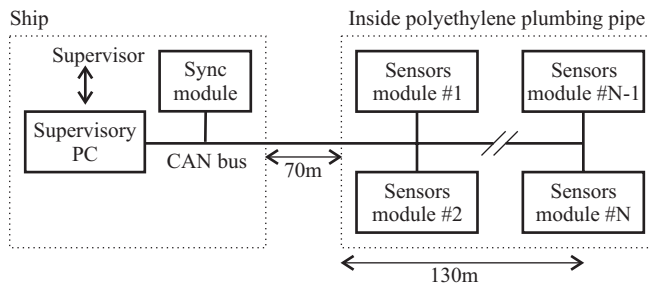 Ship
Inside polyethylene plumbing pipe
Supervisor
Sync
module
Sensors
module #1
Sensors
module #N-1
Supervisory
PC
CAN bus
70m
Sensors
module #2
Sensors
module #N
130m